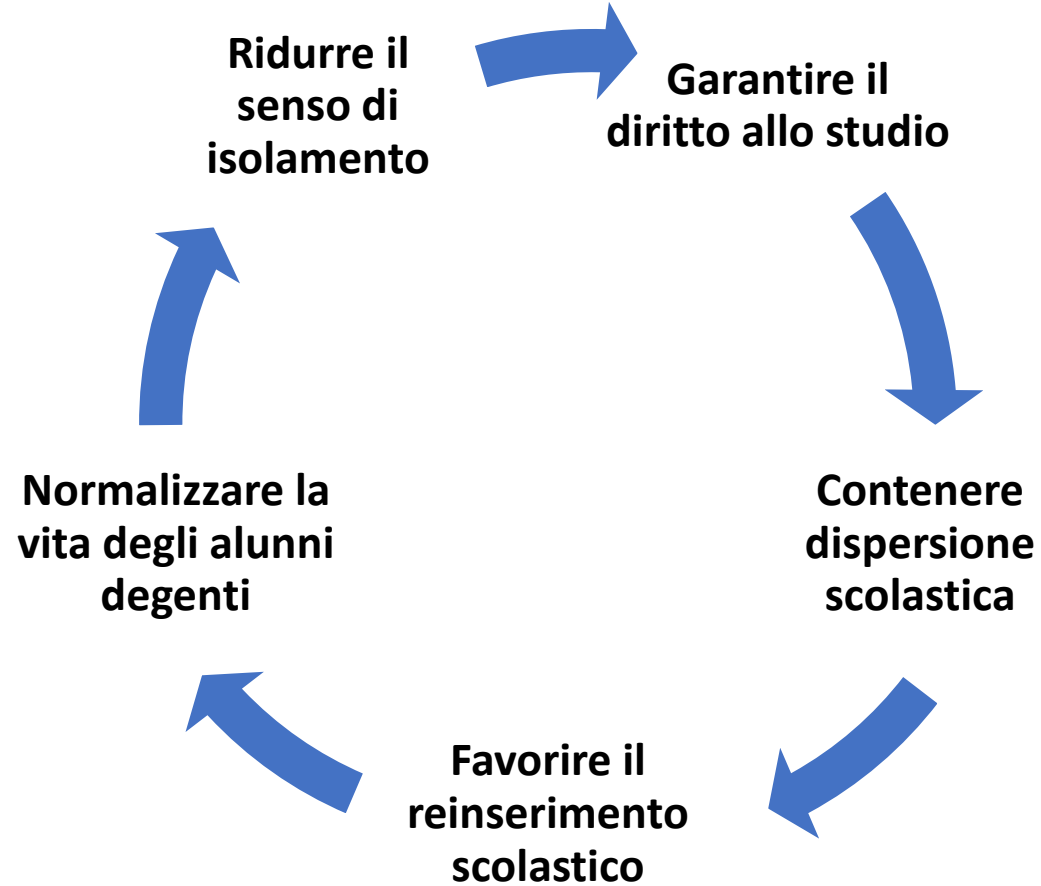 Ridurre il
senso di
isolamento
Garantire il
diritto allo studio
Contenere
dispersione
scolastica
Favorire il
reinserimento
scolastico
Normalizzare la
vita degli alunni
degenti